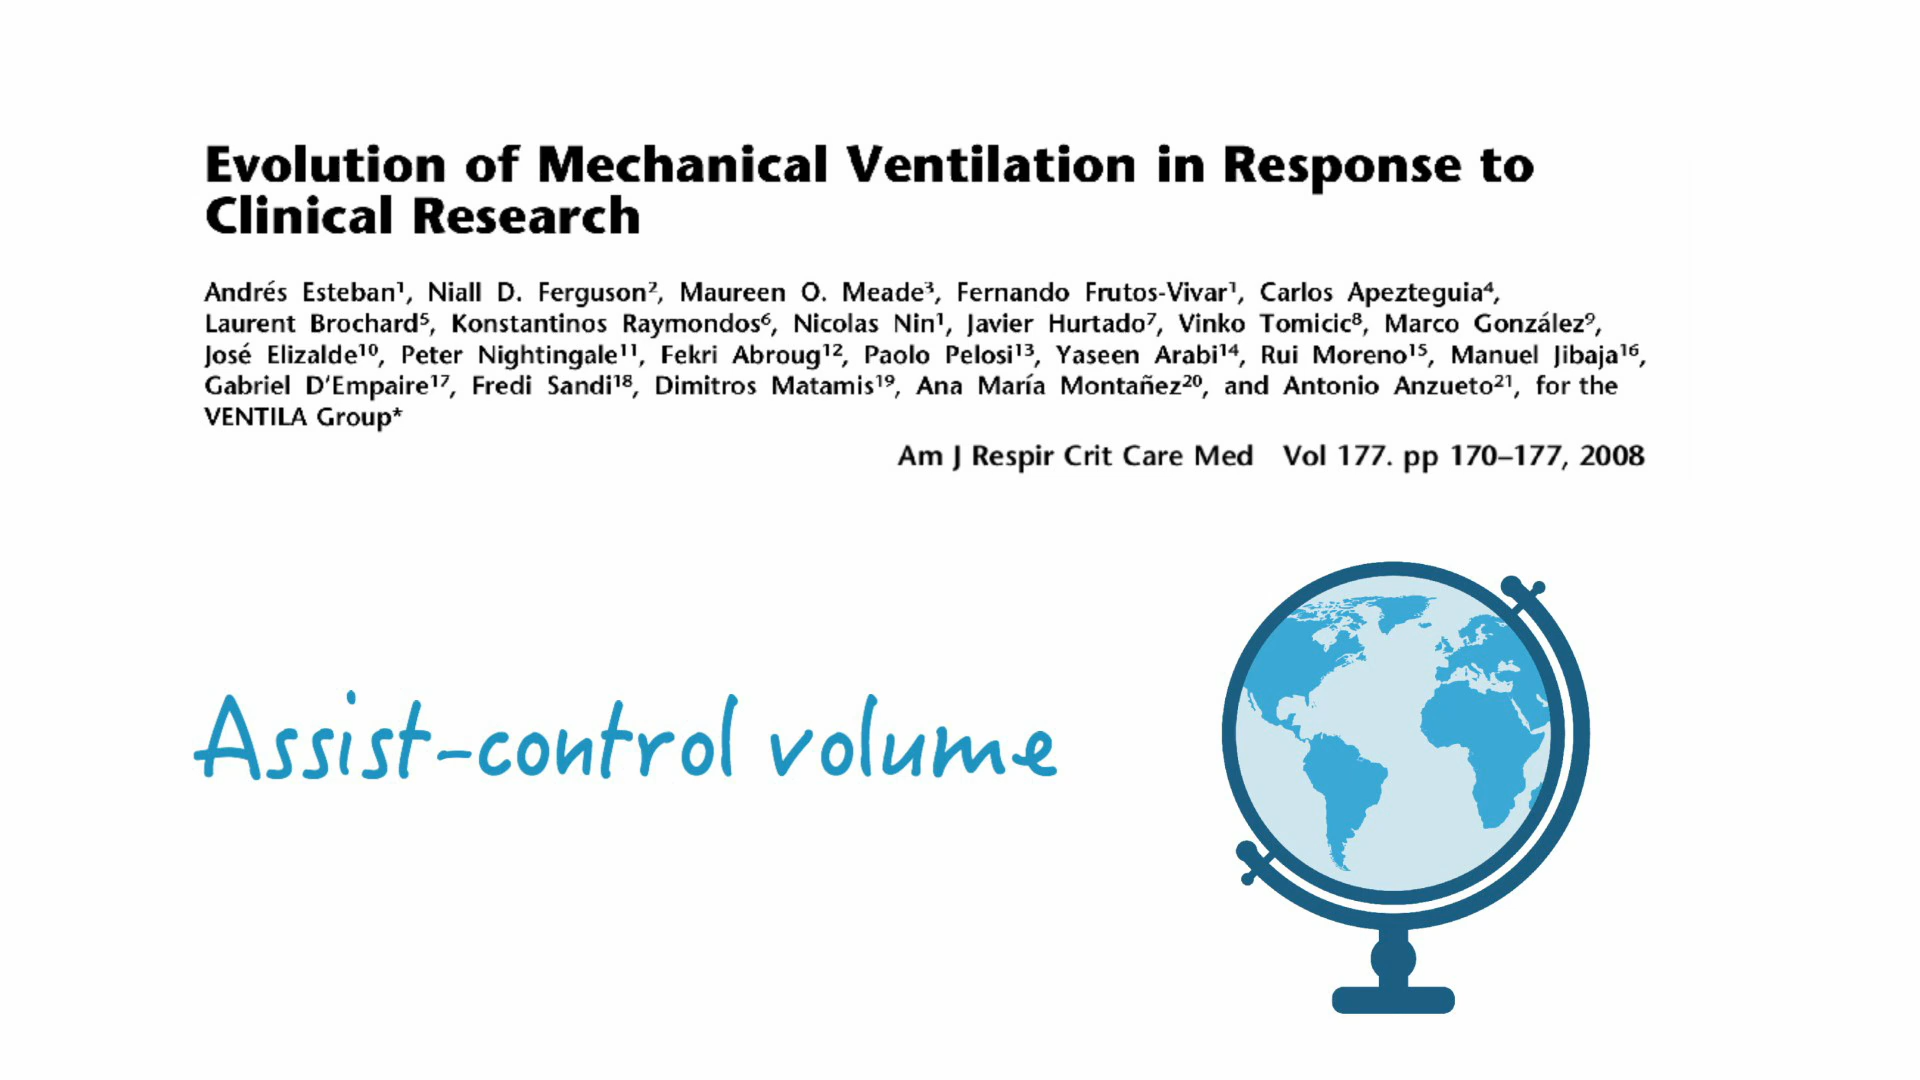 Evolution of Mechanical Ventilation in Response to
Clinical Research
Andrés Esteban¹, Niall D. Ferguson², Maureen O. Meade³, Fernando Frutos-Vivar¹, Carlos Apezteguia⁴,
Laurent Brochard⁵, Konstantinos Raymondos⁶, Nicolas Nin¹, Javier Hurtado⁷, Vinko Tomicic⁸, Marco González⁹,
José Elizalde¹⁰, Peter Nightingale¹¹, Fekri Abroug¹², Paolo Pelosi¹³, Yaseen Arabi¹⁴, Rui Moreno¹⁵, Manuel Jibaja¹⁶,
Gabriel D'Empaire¹⁷, Fredi Sandi¹⁸, Dimitros Matamis¹⁹, Ana María Montañez²⁰, and Antonio Anzueto²¹, for the
VENTILA Group*
Am J Respir Crit Care Med Vol 177. pp 170–177, 2008
Assist-control volume